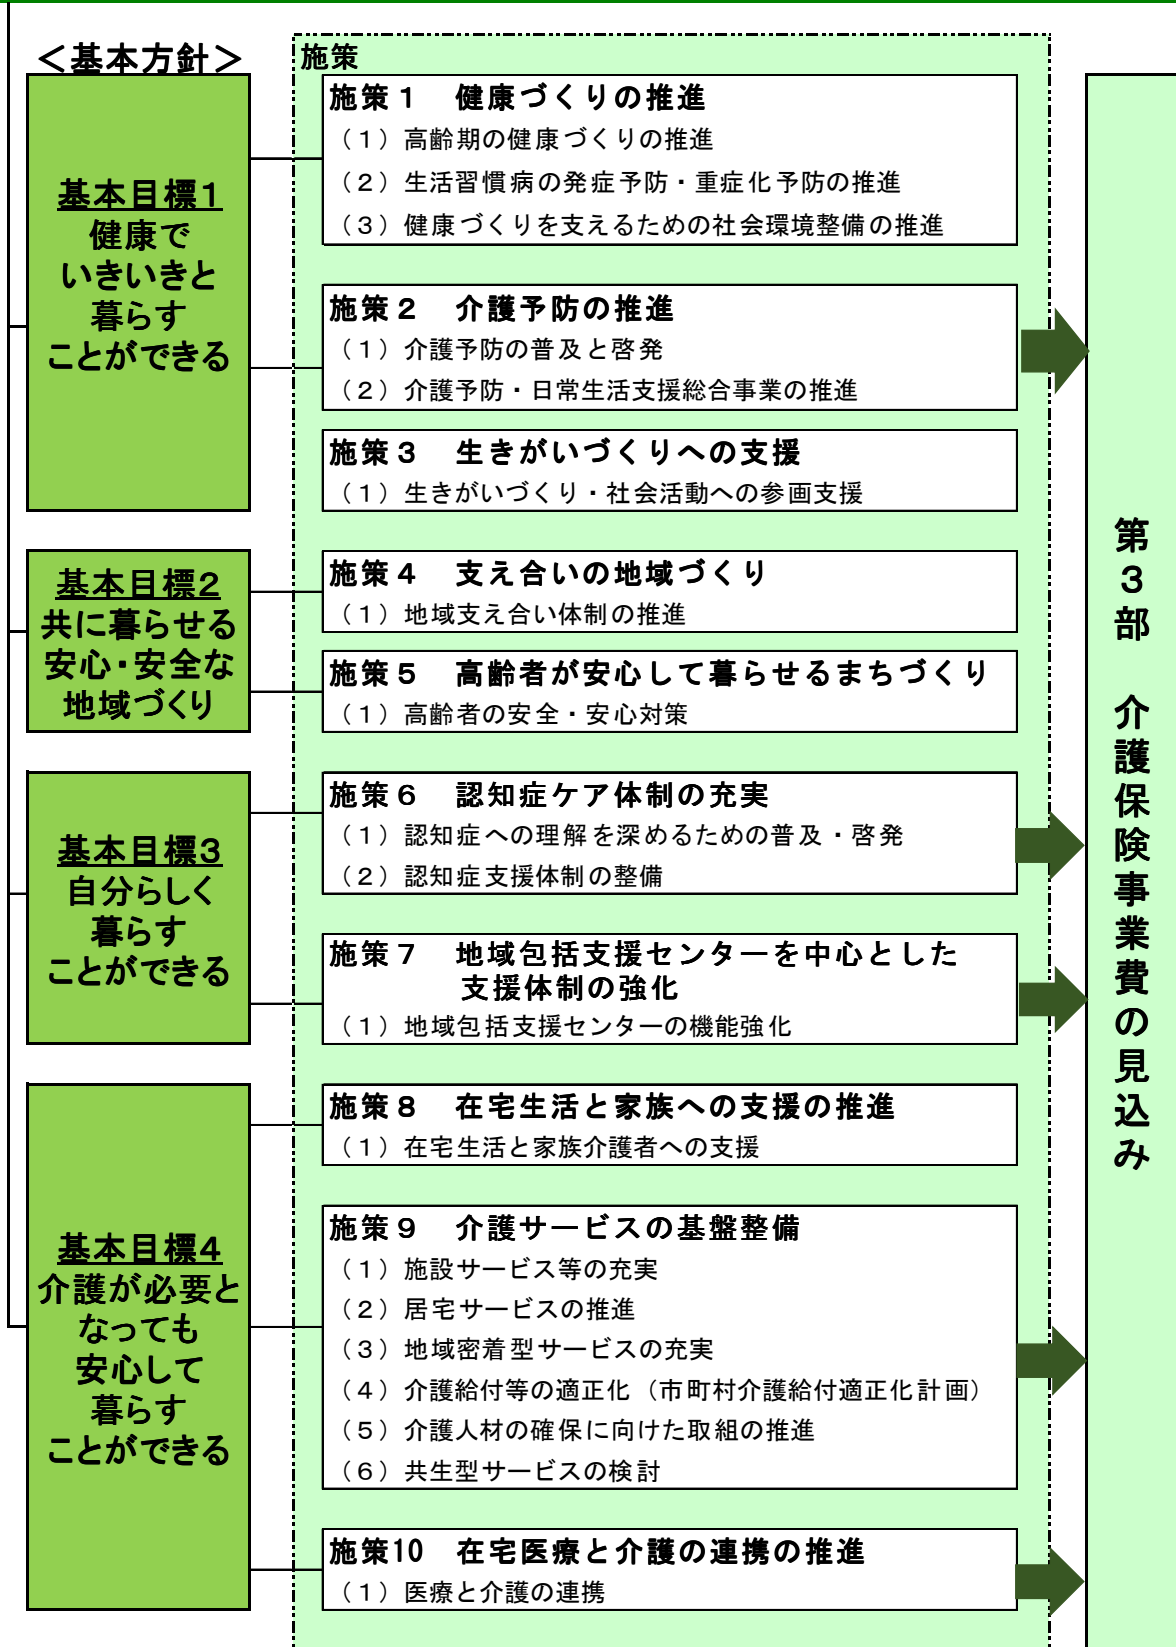 ＜基本方針＞
基本目標１
健康で
いきいきと
暮らす
ことができる
基本目標２
共に暮らせる
安心・安全な
地域づくり
基本目標３
自分らしく
暮らす
ことができる
基本目標４
介護が必要と
なっても
安心して
暮らす
ことができる
施策
施策１　健康づくりの推進
（１）高齢期の健康づくりの推進
（２）生活習慣病の発症予防・重症化予防の推進
（３）健康づくりを支えるための社会環境整備の推進
施策２　介護予防の推進
（１）介護予防の普及と啓発
（２）介護予防・日常生活支援総合事業の推進
施策３　生きがいづくりへの支援
（１）生きがいづくり・社会活動への参画支援
施策４　支え合いの地域づくり
（１）地域支え合い体制の推進
施策５　高齢者が安心して暮らせるまちづくり
（１）高齢者の安全・安心対策
施策６　認知症ケア体制の充実
（１）認知症への理解を深めるための普及・啓発
（２）認知症支援体制の整備
施策７　地域包括支援センターを中心とした
支援体制の強化
（１）地域包括支援センターの機能強化
施策８　在宅生活と家族への支援の推進
（１）在宅生活と家族介護者への支援
施策９　介護サービスの基盤整備
（１）施設サービス等の充実
（２）居宅サービスの推進
（３）地域密着型サービスの充実
（４）介護給付等の適正化（市町村介護給付適正化計画）
（５）介護人材の確保に向けた取組の推進
（６）共生型サービスの検討
施策10　在宅医療と介護の連携の推進
（１）医療と介護の連携
第３部　介護保険事業費の見込み